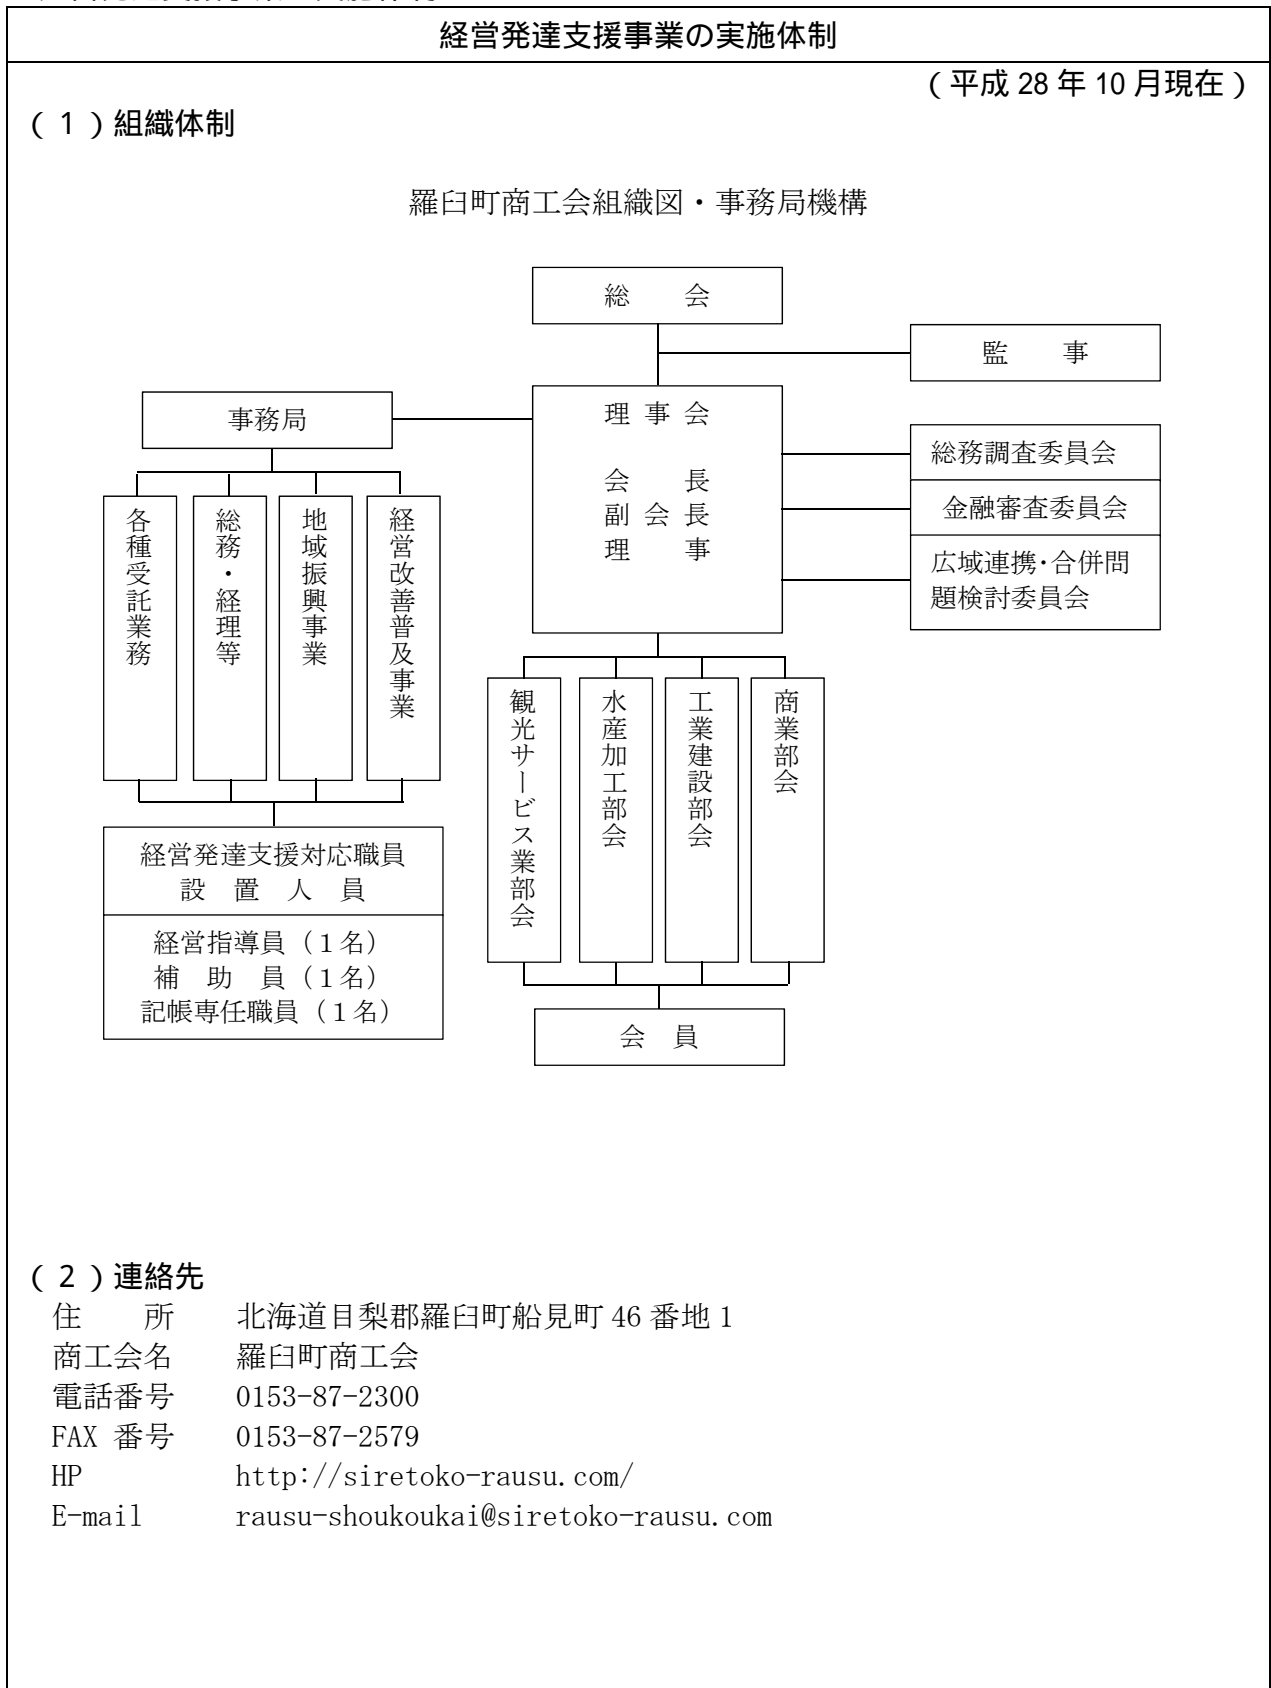 経営発達支援事業の実施体制
（平成 28 年 10 月現在）
（１）組織体制
羅臼町商工会組織図・事務局機構
総　会
監　事
事務局
理 事 会
会　　長
副 会 長
理　　事
総務調査委員会
金融審査委員会
広域連携・合併問
題検討委員会
各種受託業務
総務・経理等
地域振興事業
経営改善普及事業
観光サービス業部会
水産加工部会
工業建設部会
商業部会
経営発達支援対応職員
設　置　人　員
経営指導員（１名）
補　助　員（１名）
記帳専任職員（１名）
会　員
（２）連絡先
住　　所　　北海道目梨郡羅臼町船見町 46 番地 1
商工会名　　羅臼町商工会
電話番号　　0153-87-2300
FAX 番号　　0153-87-2579
HP　　http://siretoko-rausu.com/
E-mail　　rausu-shoukoukai@siretoko-rausu.com